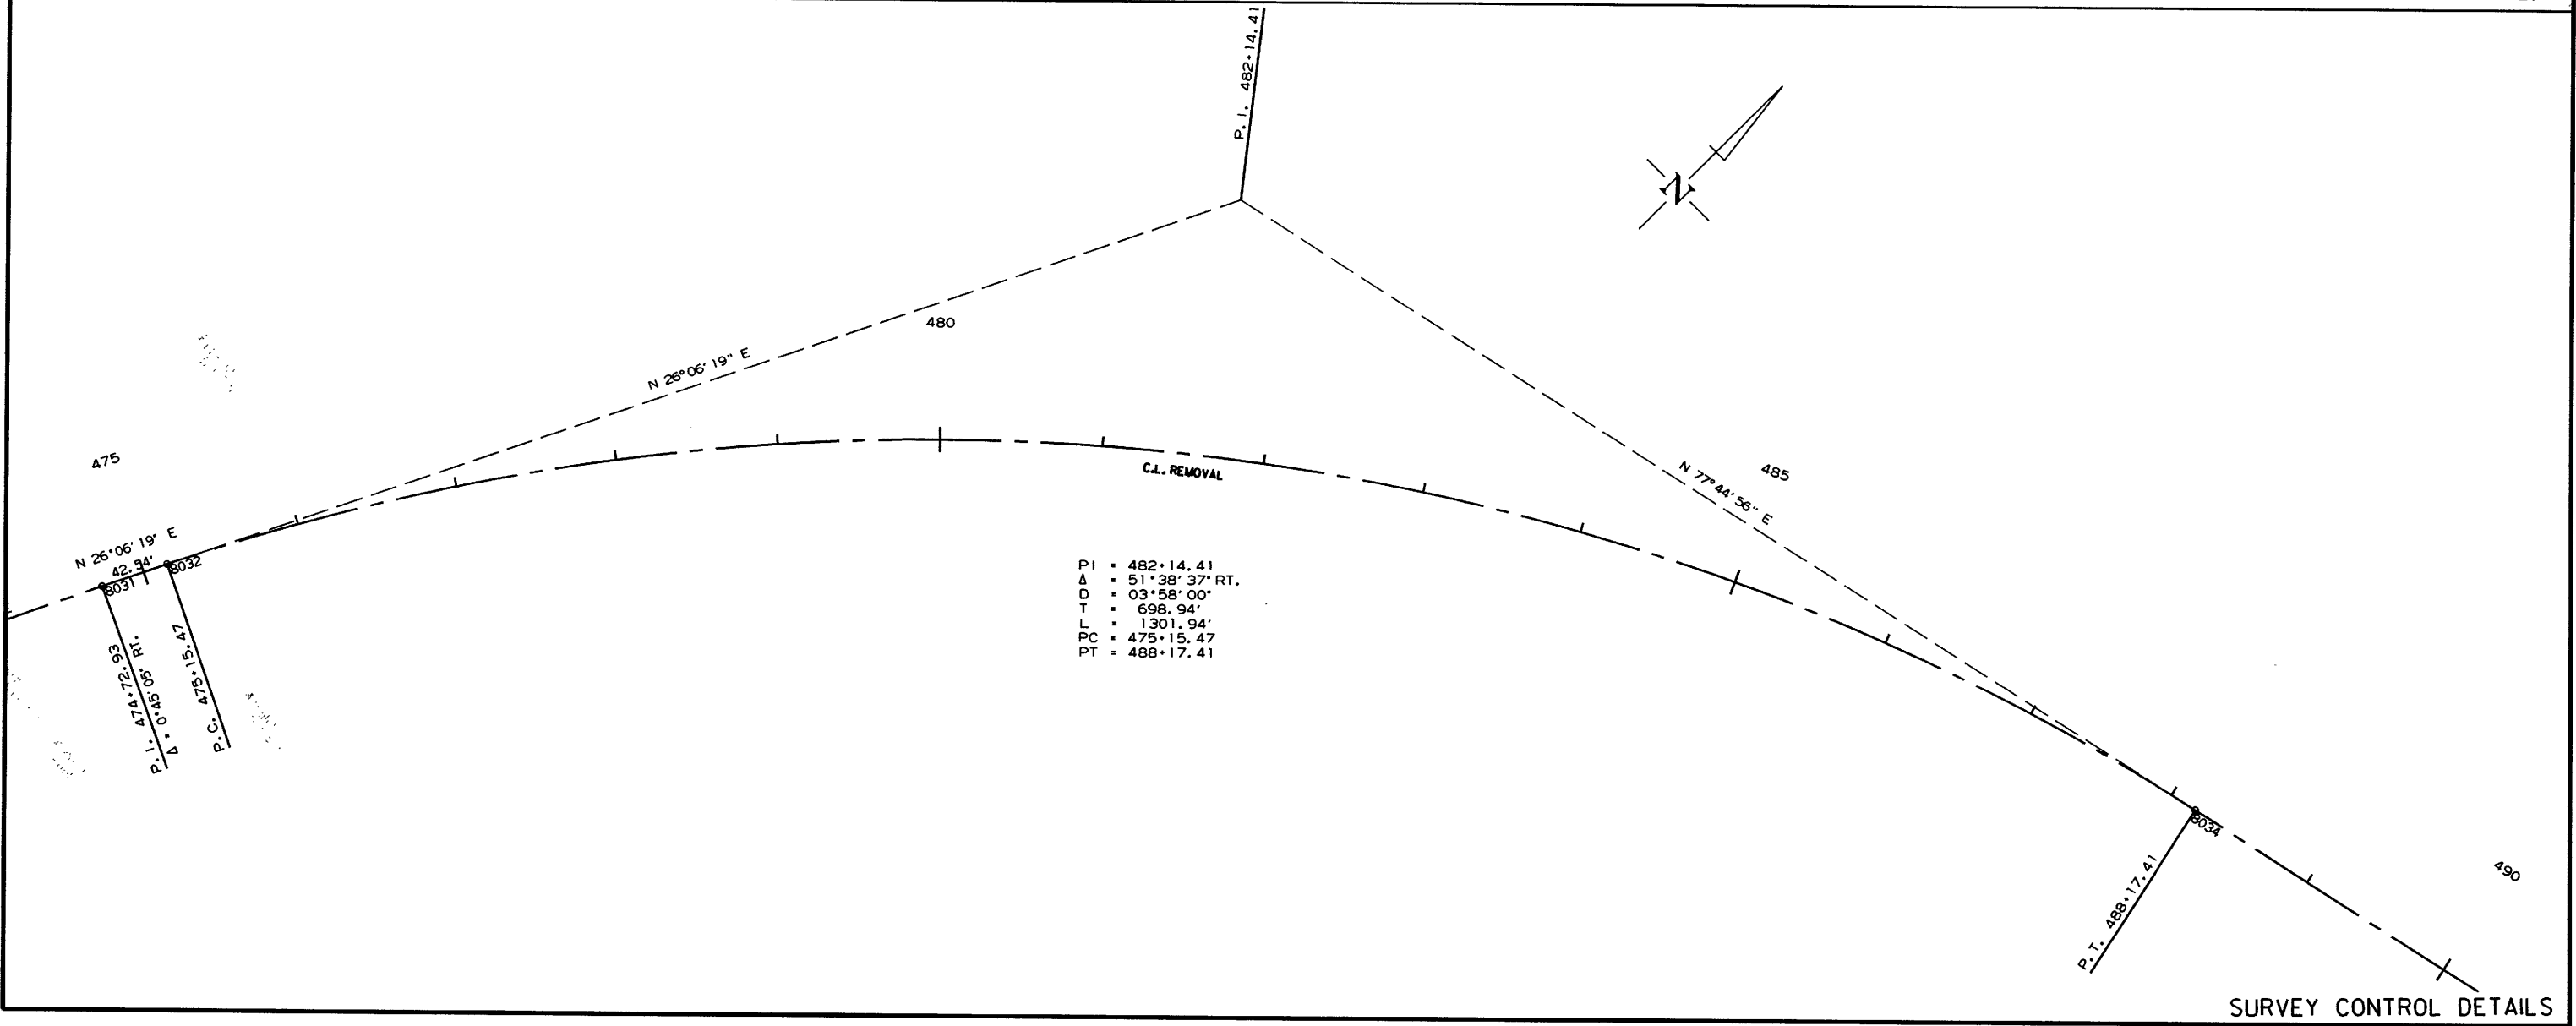 P. I. 482+14.41
N
480
N 26°06'19" E
475
485
C.L. REMOVAL
N 77°44'56" E
N 26°06'19" E
42.54'
8031
8032
PI = 482+14.41
Δ = 51°38'37" RT.
D = 03°58'00"
T = 698.94'
L = 1301.94'
PC = 475+15.47
PT = 488+17.41
P. I. 474+72.93
Δ = 0°45'05" RT.
P.C. 475+15.47
8034
P.T. 488+17.41
490
SURVEY CONTROL DETAILS